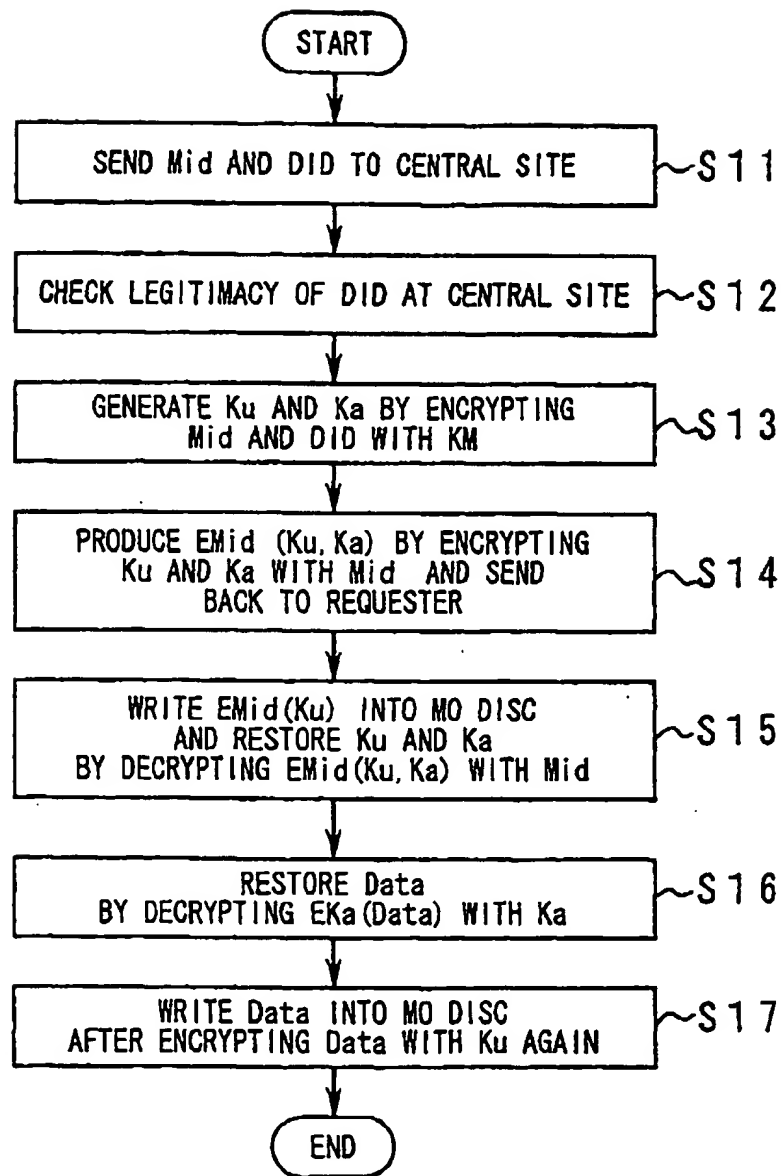 START
SEND Mid AND DID TO CENTRAL SITE
S11
CHECK LEGITIMACY OF DID AT CENTRAL SITE
S12
GENERATE Ku AND Ka BY ENCRYPTING
Mid AND DID WITH KM
S13
PRODUCE EMid (Ku, Ka) BY ENCRYPTING
Ku AND Ka WITH Mid AND SEND
BACK TO REQUESTER
S14
WRITE EMid(Ku) INTO MO DISC
AND RESTORE Ku AND Ka
BY DECRYPTING EMid(Ku, Ka) WITH Mid
S15
RESTORE Data
BY DECRYPTING EKa(Data) WITH Ka
S16
WRITE Data INTO MO DISC
AFTER ENCRYPTING Data WITH Ku AGAIN
S17
END